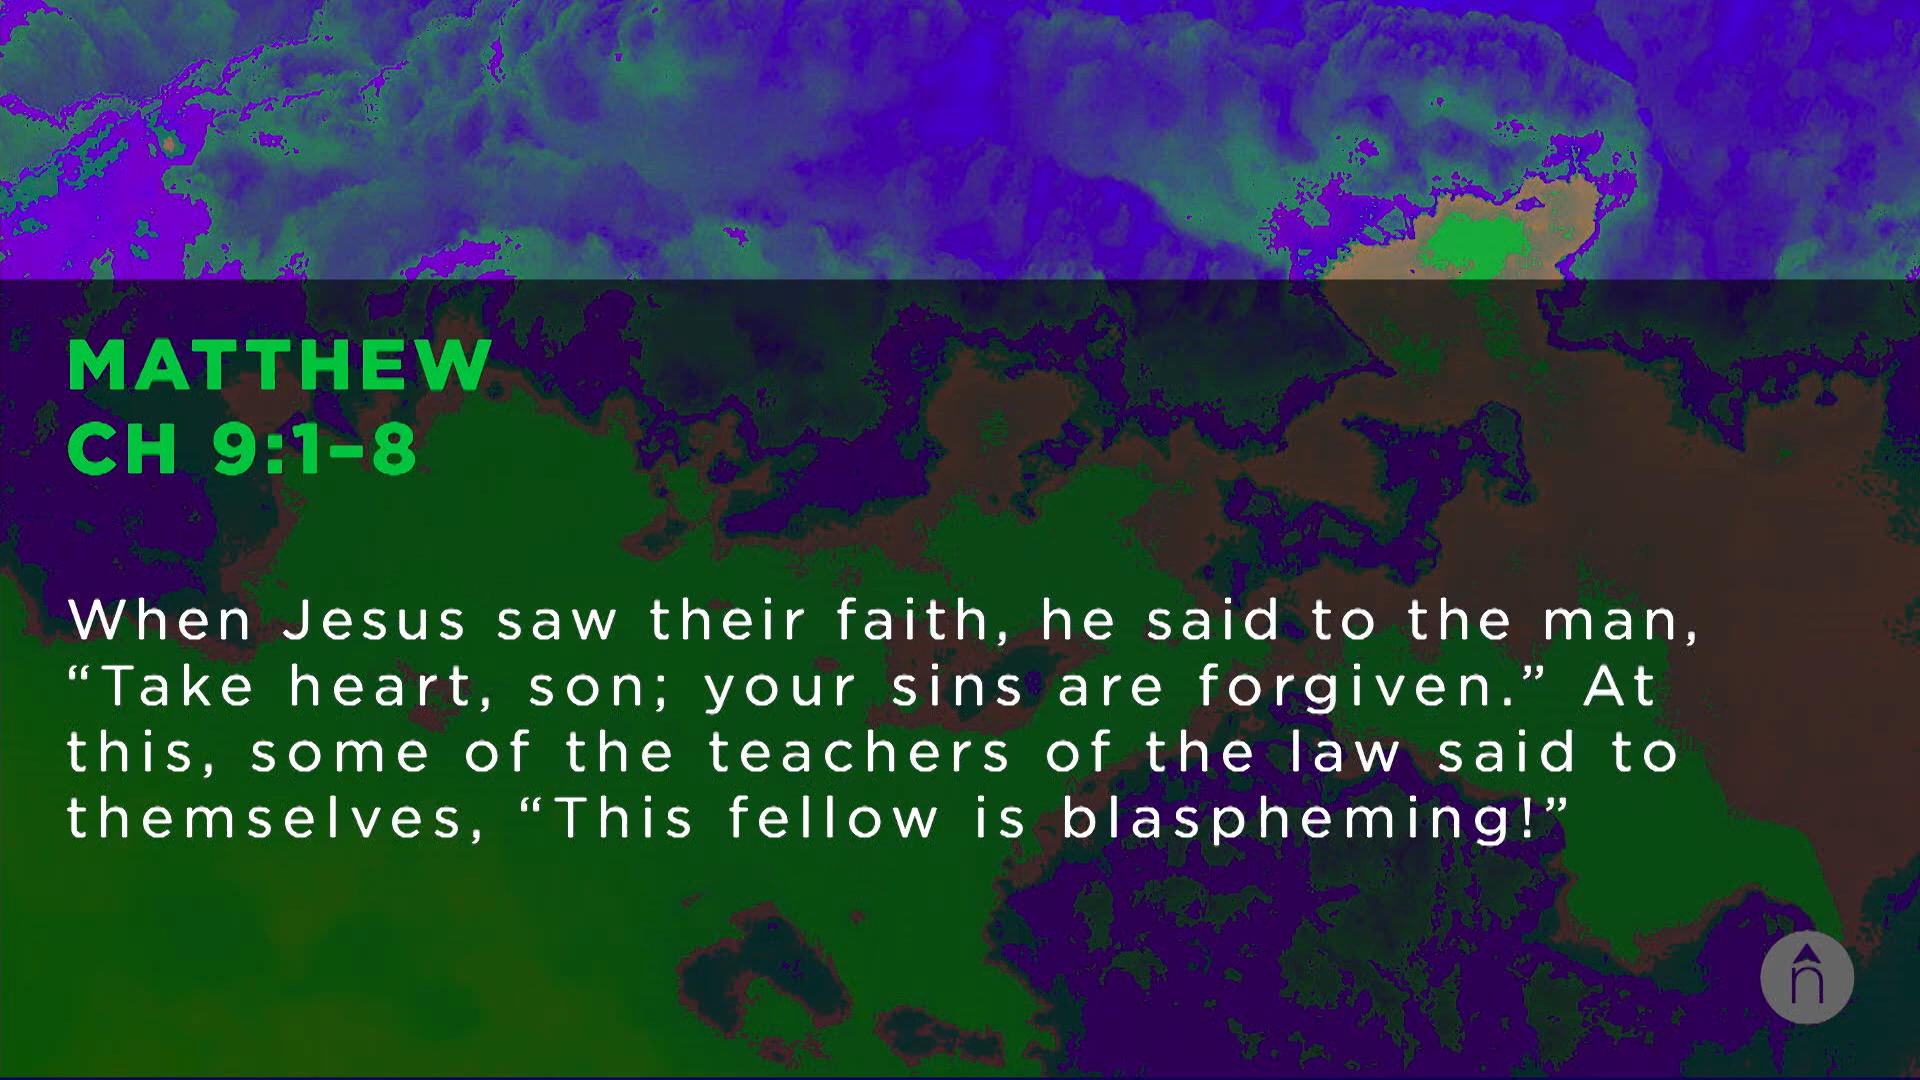 MATTHEW
CH 9:1–8
When Jesus saw their faith, he said to the man,
“Take heart, son; your sins are forgiven.” At
this, some of the teachers of the law said to
themselves, “This fellow is blaspheming!”
n